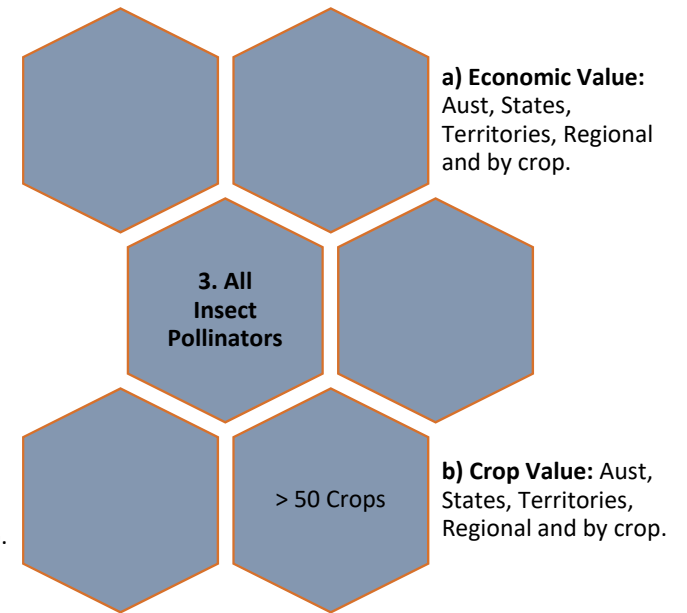 a) Economic Value:
Aust, States,
Territories, Regional
and by crop.
3. All
Insect
Pollinators
> 50 Crops
b) Crop Value: Aust,
States, Territories,
Regional and by crop.
.